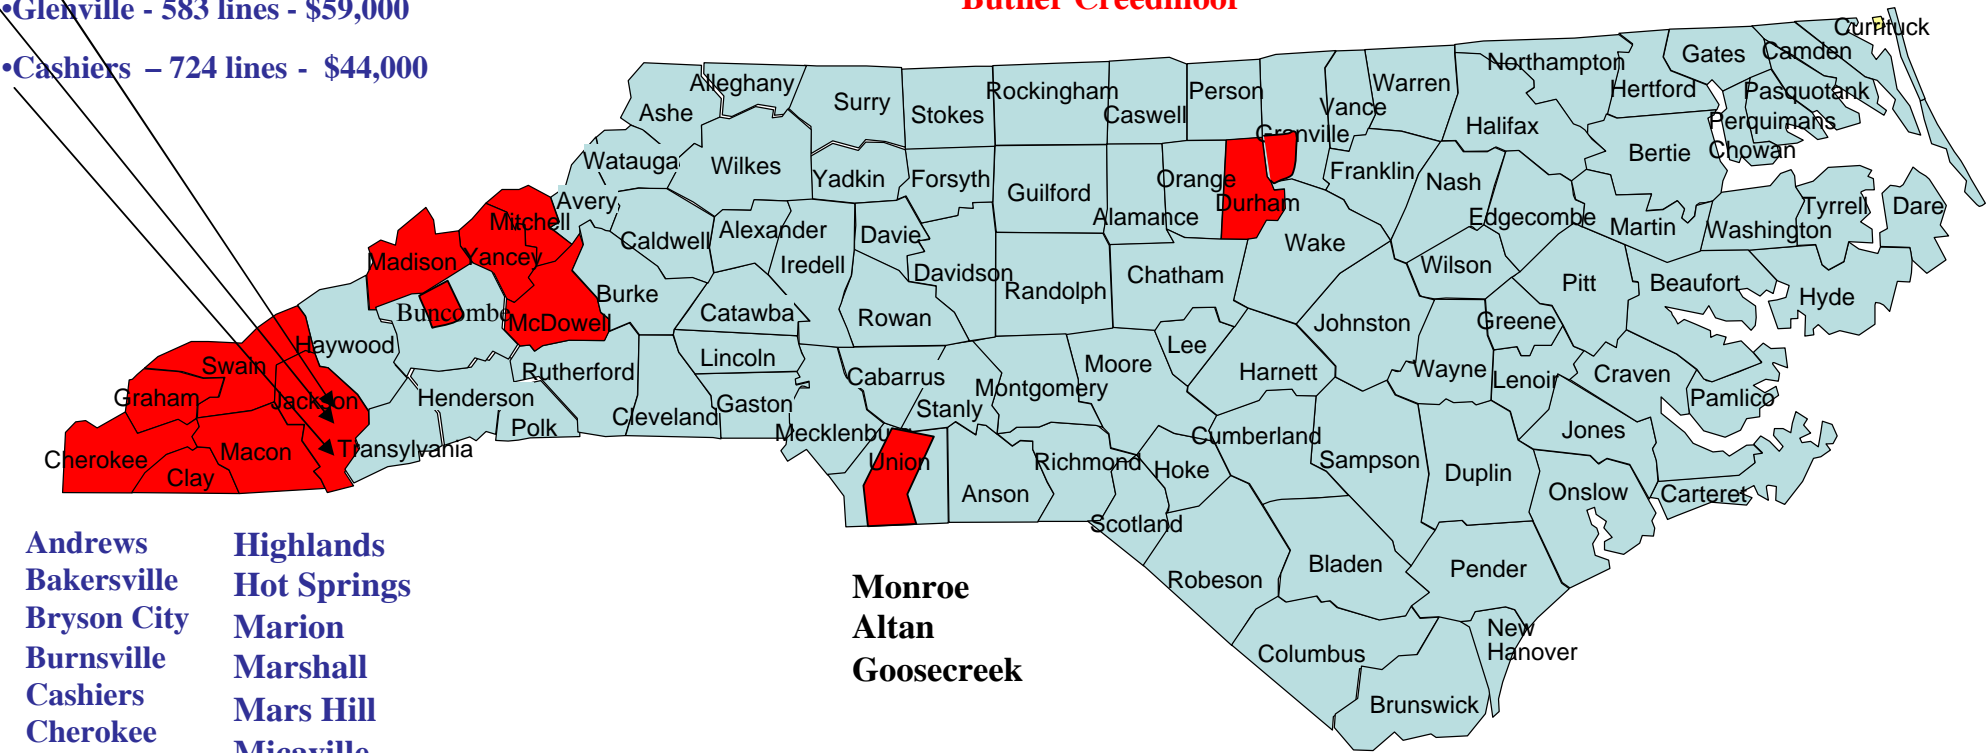 •Glenville - 583 lines - $59,000
•Cashiers – 724 lines - $44,000
Butner Creedmoor
Currituck
Northampton
Gates
Camden
Alleghany
Ashe
Surry
Stokes
Rockingham
Caswell
Person
Vance
Warren
Hertford
Pasquotank
Perquimans
Granville
Halifax
Bertie
Chowan
Watauga
Wilkes
Yadkin
Forsyth
Guilford
Orange
Alamance
Durham
Franklin
Nash
Edgecombe
Martin
Washington
Tyrrell
Dare
Avery
Mitchell
Caldwell
Alexander
Davie
Iredell
Davidson
Randolph
Chatham
Wake
Wilson
Pitt
Beaufort
Hyde
Madison
Yancey
Burke
Buncombe
McDowell
Catawba
Rowan
Lee
Johnston
Greene
Haywood
Swain
Rutherford
Lincoln
Cabarrus
Montgomery
Moore
Harnett
Wayne
Lenoir
Craven
Pamlico
Graham
Jackson
Henderson
Polk
Cleveland
Gaston
Stanly
Mecklenburg
Cherokee
Clay
Macon
Transylvania
Union
Anson
Richmond
Hoke
Scotland
Cumberland
Sampson
Duplin
Jones
Onslow
Carteret
Robeson
Bladen
Pender
Columbus
New
Hanover
Brunswick
Andrews
Bakersville
Bryson City
Burnsville
Cashiers
Cherokee
Highlands
Hot Springs
Marion
Marshall
Mars Hill
Micaville
Monroe
Altan
Goosecreek